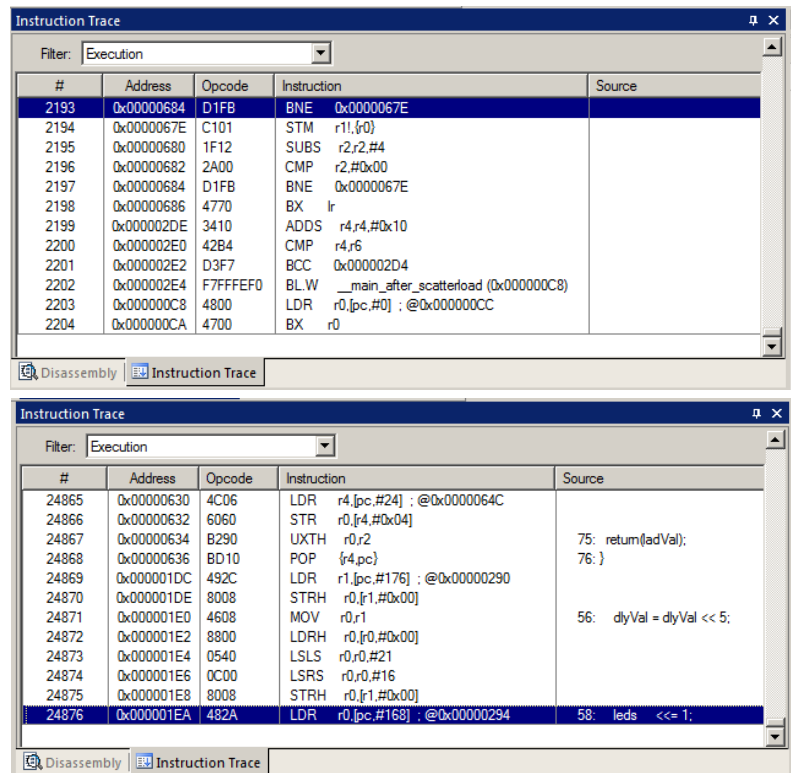 Instruction Trace
Filter: Execution
# Address Opcode Instruction Source
2193 0x00000684 D1FB BNE 0x0000067E
2194 0x0000067E C101 STM r1!,{r0}
2195 0x00000680 1F12 SUBS r2,r2,#4
2196 0x00000682 2A00 CMP r2,#0x00
2197 0x00000684 D1FB BNE 0x0000067E
2198 0x00000686 4770 BX lr
2199 0x000002DE 3410 ADDS r4,r4,#0x10
2200 0x000002E0 42B4 CMP r4,r6
2201 0x000002E2 D3F7 BCC 0x000002D4
2202 0x000002E4 F7FFFEF0 BL.W __main_after_scatterload (0x000000C8)
2203 0x000000C8 4800 LDR r0,[pc,#0] ; @0x000000CC
2204 0x000000CA 4700 BX r0
Disassembly Instruction Trace
Instruction Trace
Filter: Execution
# Address Opcode Instruction Source
24865 0x00000630 4C06 LDR r4,[pc,#24] ; @0x0000064C
24866 0x00000632 6060 STR r0,[r4,#0x04]
24867 0x00000634 B290 UXTH r0,r2 75: return(ladVal);
24868 0x00000636 BD10 POP {r4,pc} 76: }
24869 0x000001DC 492C LDR r1,[pc,#176] ; @0x00000290
24870 0x000001DE 8008 STRH r0,[r1,#0x00]
24871 0x000001E0 4608 MOV r0,r1 56: dlyVal = dlyVal << 5;
24872 0x000001E2 8800 LDRH r0,[r0,#0x00]
24873 0x000001E4 0540 LSLS r0,r0,#21
24874 0x000001E6 0C00 LSRS r0,r0,#16
24875 0x000001E8 8008 STRH r0,[r1,#0x00]
24876 0x000001EA 482A LDR r0,[pc,#168] ; @0x00000294 58: leds <<= 1;
Disassembly Instruction Trace